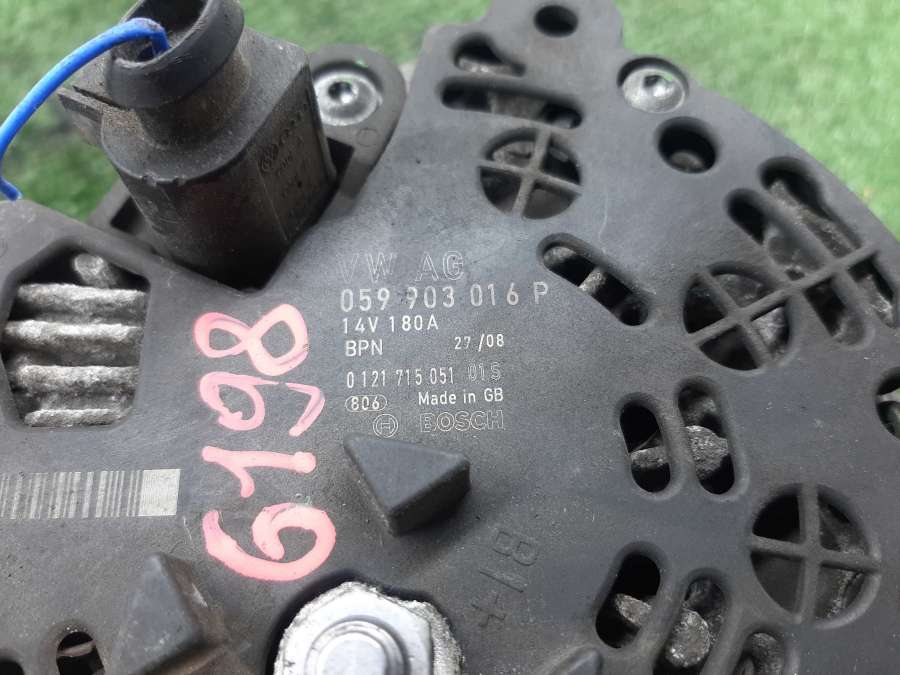 VW AG
059 903 016 P
14V 180A
BPN 27/08
0 121 715 051 01S
806 Made in GB
BOSCH
6198